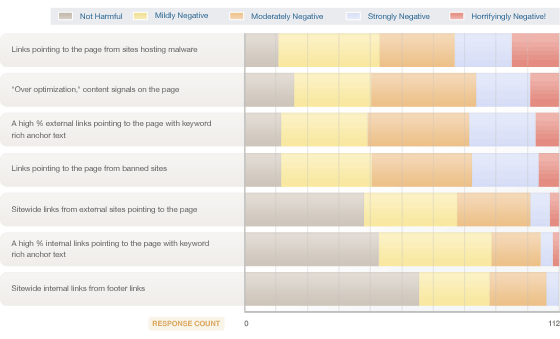 Not Harmful Mildly Negative Moderately Negative Strongly Negative Horrifyingly Negative!
Links pointing to the page from sites hosting malware
"Over optimization," content signals on the page
A high % external links pointing to the page with keyword
rich anchor text
Links pointing to the page from banned sites
Sitewide links from external sites pointing to the page
A high % internal links pointing to the page with keyword
rich anchor text
Sitewide internal links from footer links
RESPONSE COUNT 0 112